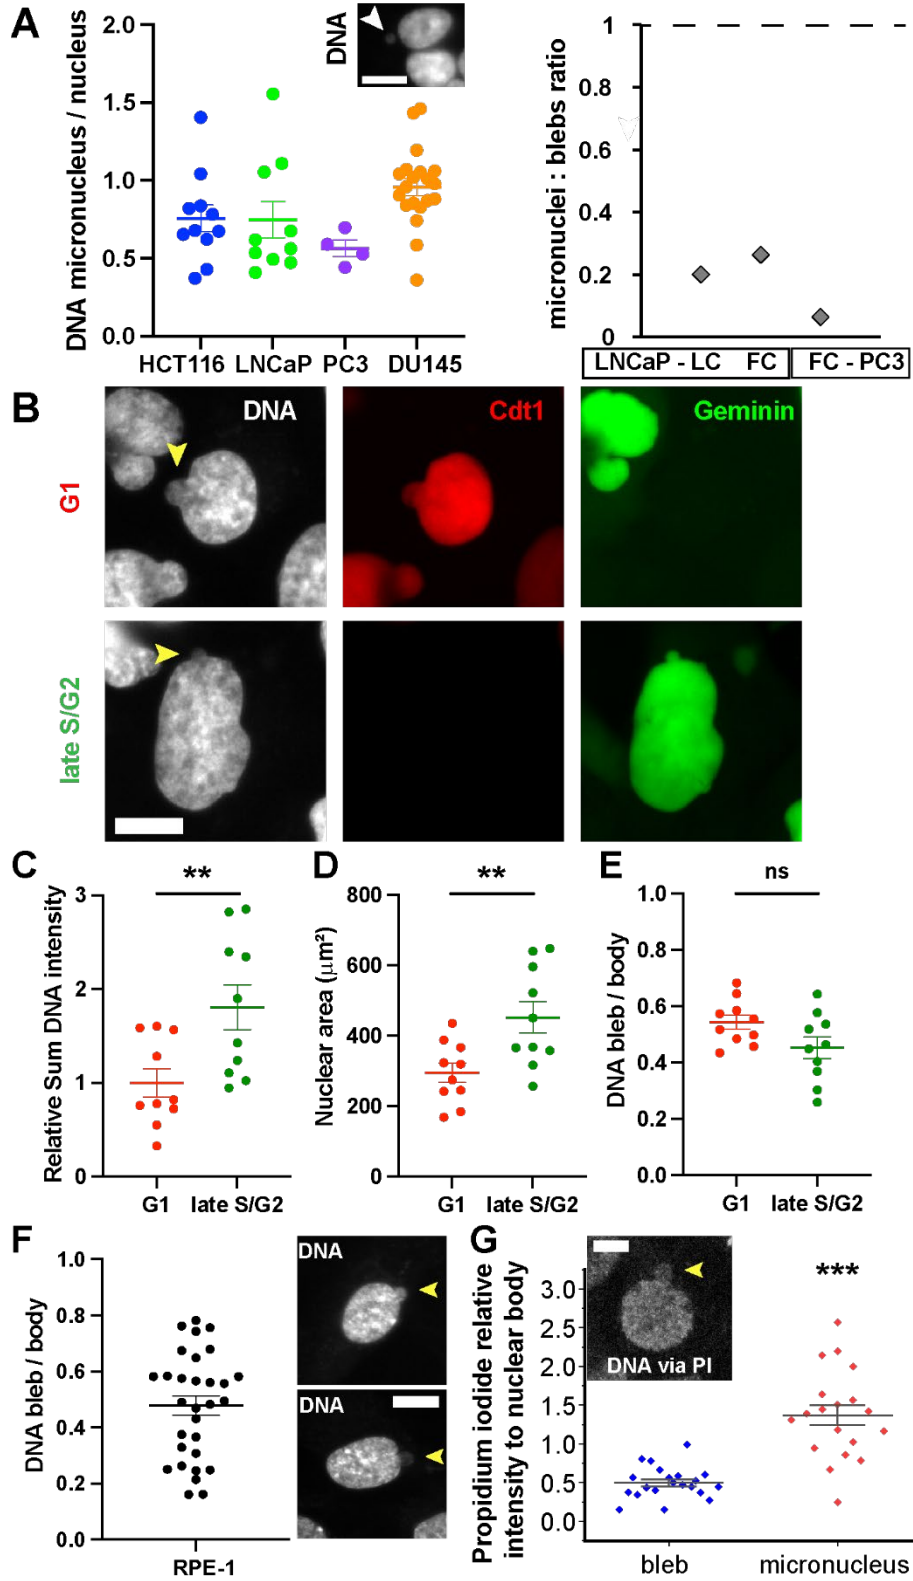 A
DNA micronucleus / nucleus
2.0
1.5
1.0
0.5
0.0
HCT116 LNCaP PC3 DU145
DNA
micronuclei : blebs ratio
1
0.8
0.6
0.4
0.2
0
LNCaP - LC FC FC - PC3
B
DNA Cdt1 Geminin
G1
late S/G2
C
**
Relative Sum DNA intensity
3
2
1
0
G1 late S/G2
D
**
Nuclear area (μm²)
800
600
400
200
0
G1 late S/G2
E
ns
DNA bleb / body
1.0
0.8
0.6
0.4
0.2
0.0
G1 late S/G2
F
DNA bleb / body
1.0
0.8
0.6
0.4
0.2
0.0
RPE-1
DNA
DNA
G
Propidium iodide relative
intensity to nuclear body
3.0
2.5
2.0
1.5
1.0
0.5
0.0
DNA via PI
***
bleb micronucleus